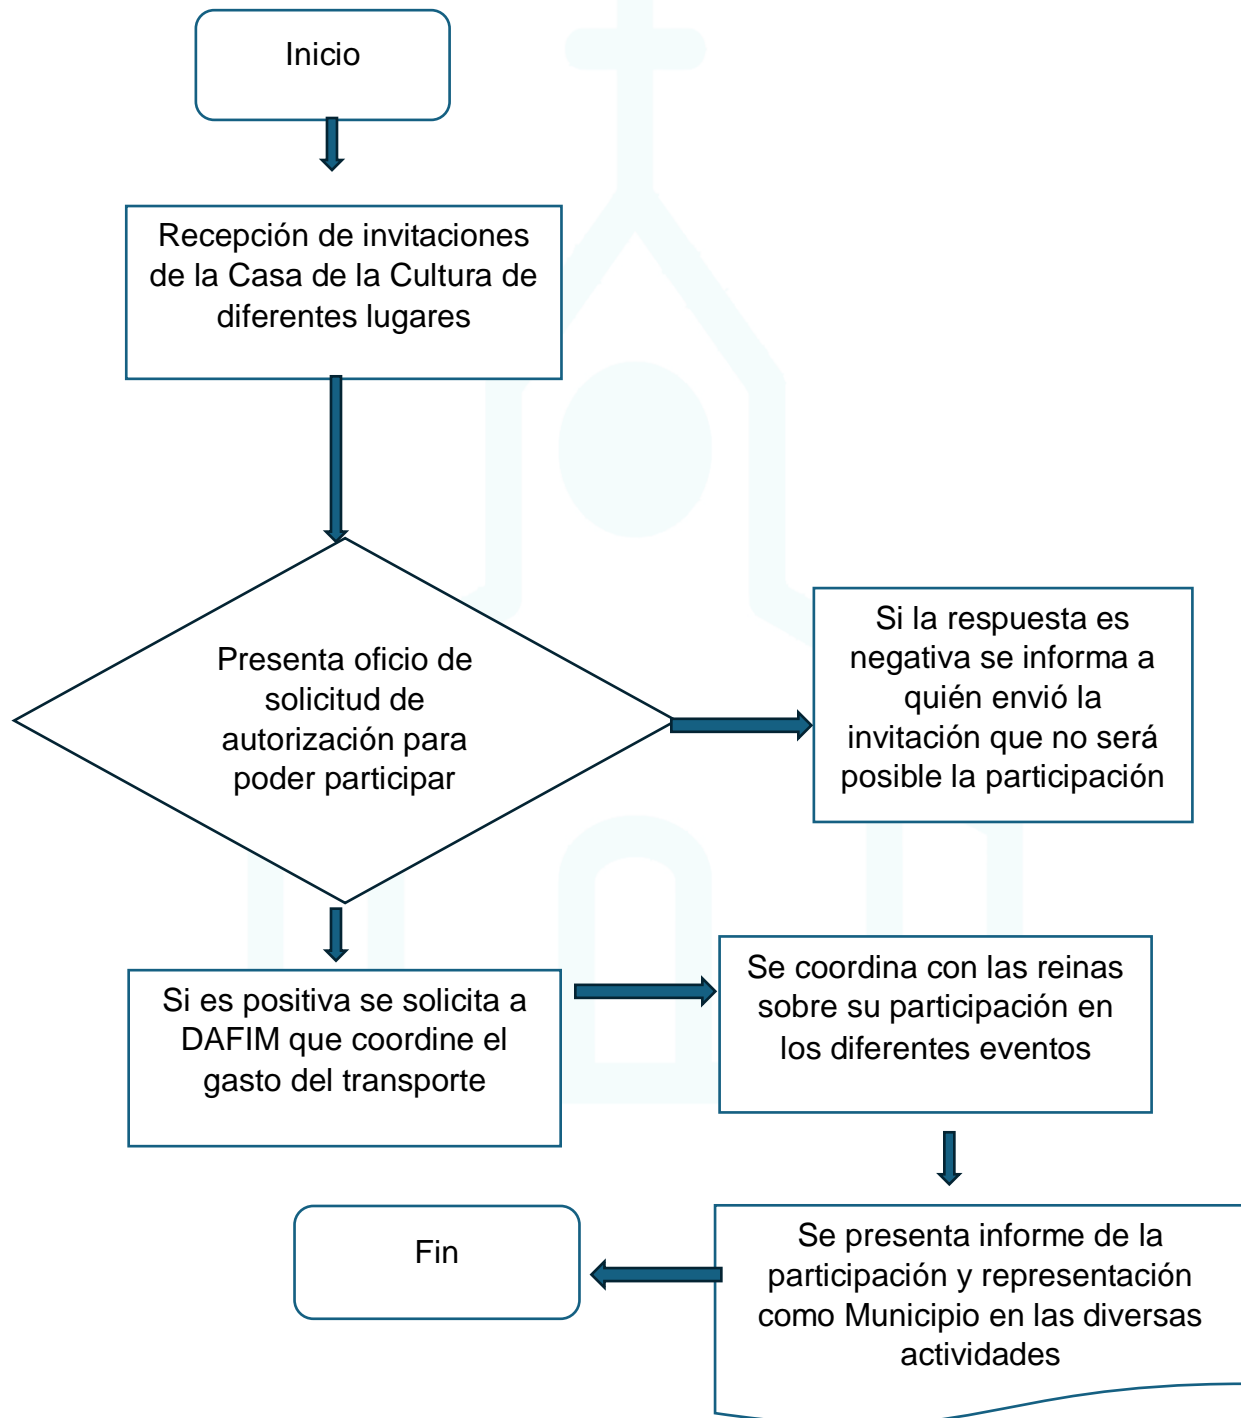 Inicio
Recepción de invitaciones
de la Casa de la Cultura de
diferentes lugares
Presenta oficio de
solicitud de
autorización para
poder participar
Si la respuesta es
negativa se informa a
quién envió la
invitación que no será
posible la participación
Si es positiva se solicita a
DAFIM que coordine el
gasto del transporte
Se coordina con las reinas
sobre su participación en
los diferentes eventos
Se presenta informe de la
participación y representación
como Municipio en las diversas
actividades
Fin